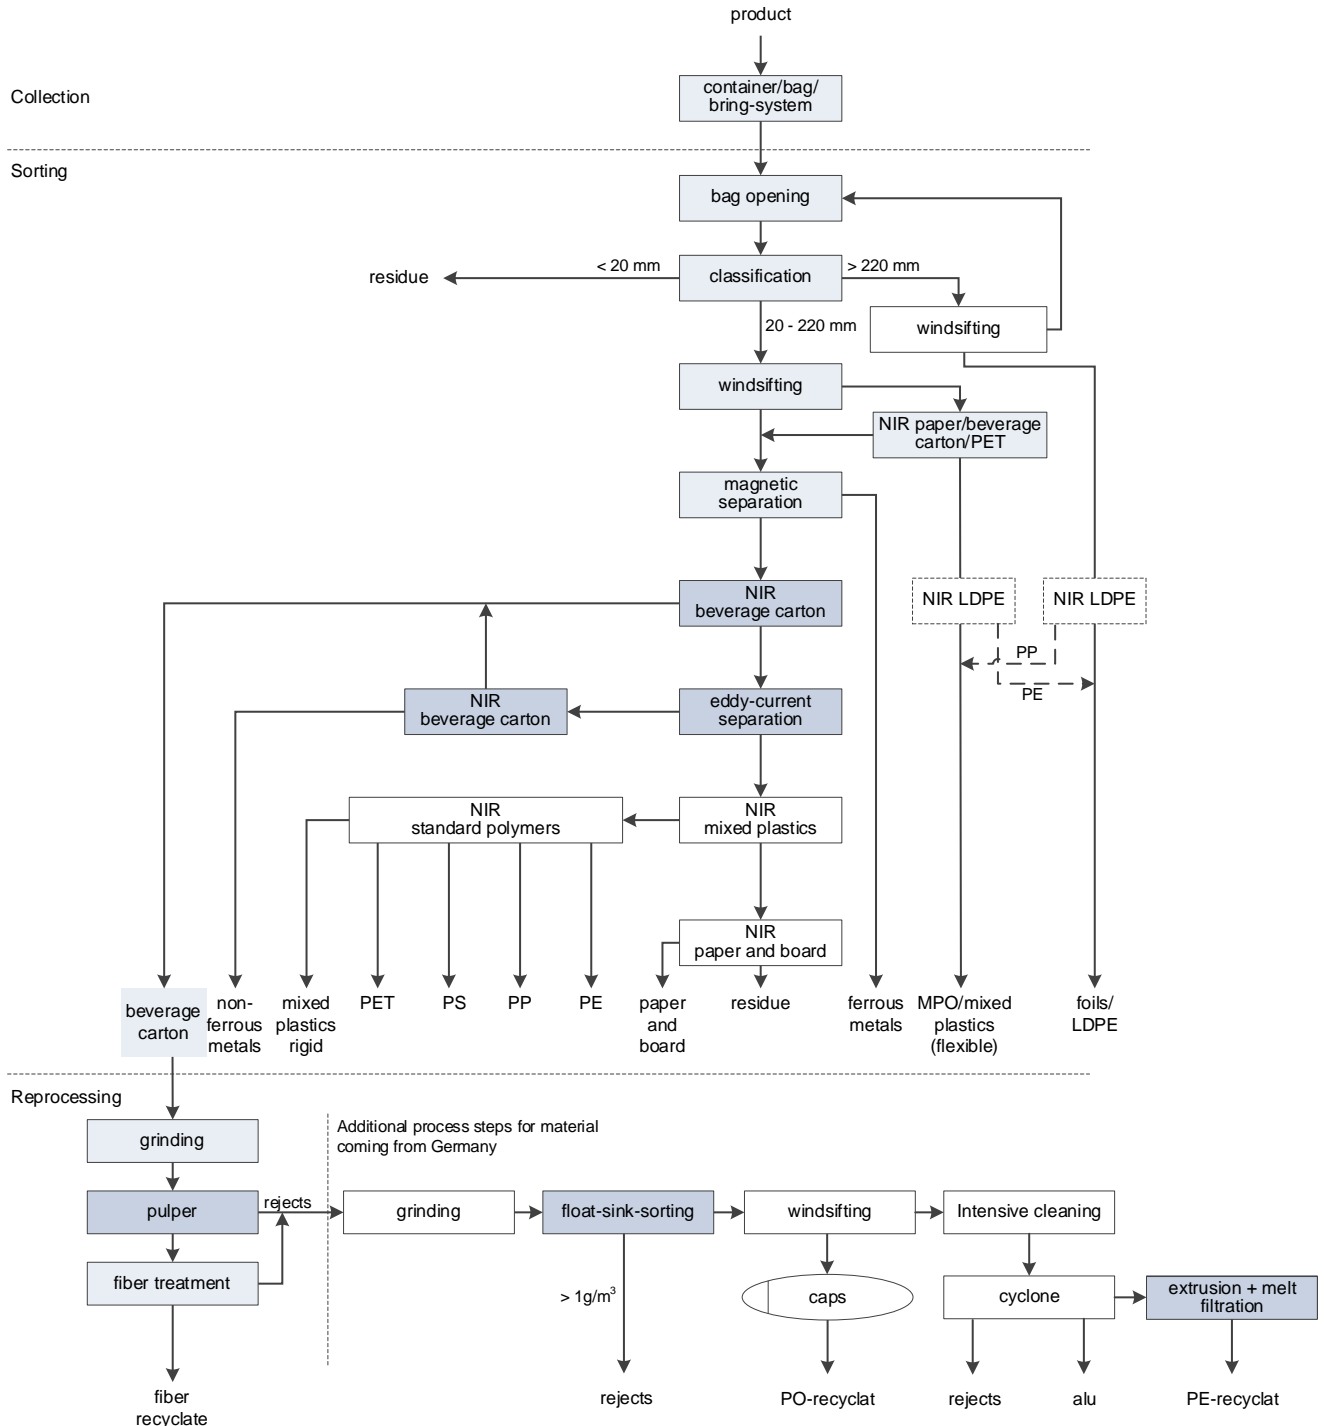 product
Collection
container/bag/
bring-system
Sorting
bag opening
residue
< 20 mm
classification
> 220 mm
20 - 220 mm
windsifting
windsifting
NIR paper/beverage
carton/PET
magnetic
separation
NIR
beverage carton
NIR LDPE
NIR LDPE
PP
PE
NIR
beverage carton
eddy-current
separation
NIR
standard polymers
NIR
mixed plastics
NIR
paper and board
beverage
carton
non-
ferrous
metals
mixed
plastics
rigid
PET
PS
PP
PE
paper
and
board
residue
ferrous
metals
MPO/mixed
plastics
(flexible)
foils/
LDPE
Reprocessing
Additional process steps for material
coming from Germany
grinding
pulper
rejects
grinding
float-sink-sorting
windsifting
Intensive cleaning
fiber treatment
> 1g/m³
caps
cyclone
extrusion + melt
filtration
fiber
recyclate
rejects
PO-recyclat
rejects
alu
PE-recyclat